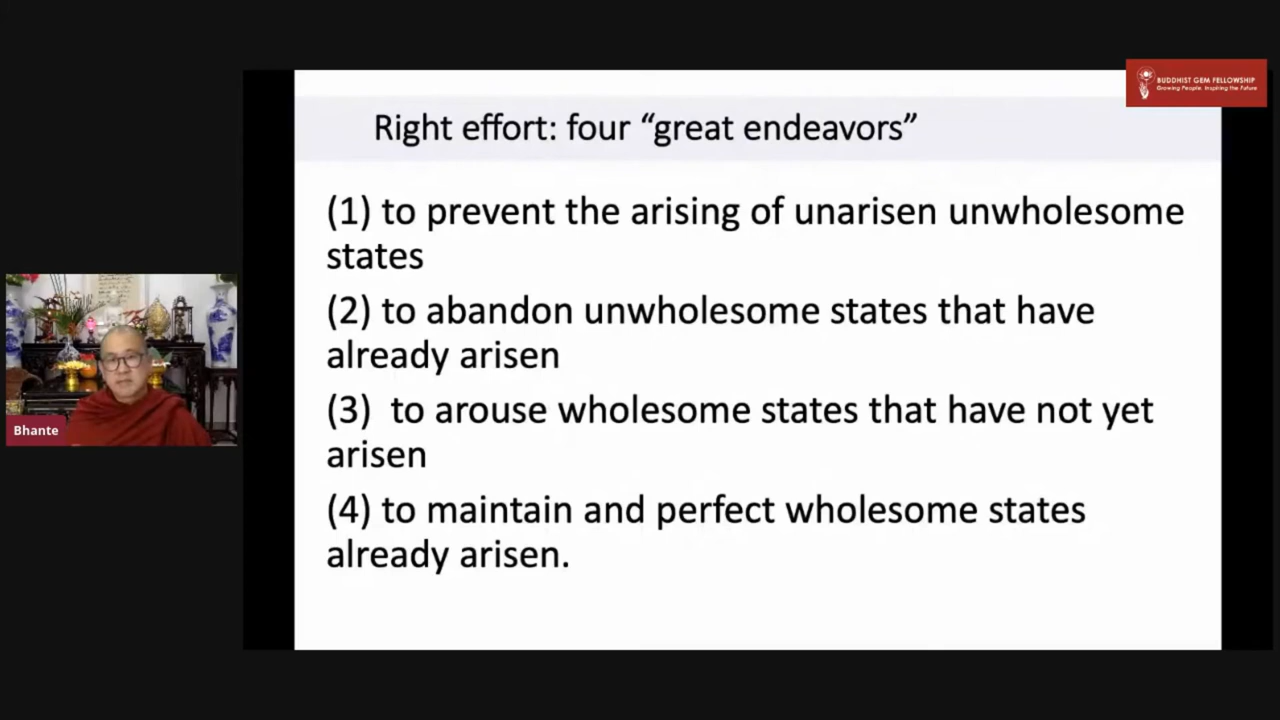 BUDDHIST GEM FELLOWSHIP
Growing People. Inspiring the Future
Right effort: four “great endeavors”
(1) to prevent the arising of unarisen unwholesome
states
(2) to abandon unwholesome states that have
already arisen
(3)  to arouse wholesome states that have not yet
arisen
(4) to maintain and perfect wholesome states
already arisen.
Bhante